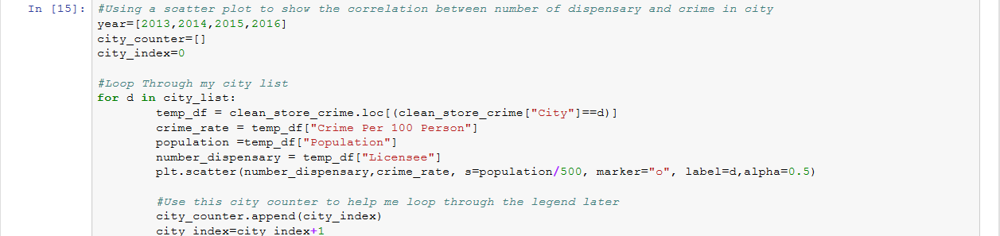 In [15]: #Using a scatter plot to show the correlation between number of dispensary and crime in city
year=[2013,2014,2015,2016]
city_counter=[]
city_index=0
#Loop Through my city list
for d in city_list:
temp_df = clean_store_crime.loc[(clean_store_crime["City"]==d)]
crime_rate = temp_df["Crime Per 100 Person"]
population =temp_df["Population"]
number_dispensary = temp_df["Licensee"]
plt.scatter(number_dispensary,crime_rate, s=population/500, marker="o", label=d,alpha=0.5)
#Use this city counter to help me loop through the legend later
city_counter.append(city_index)
city_index=city_index+1